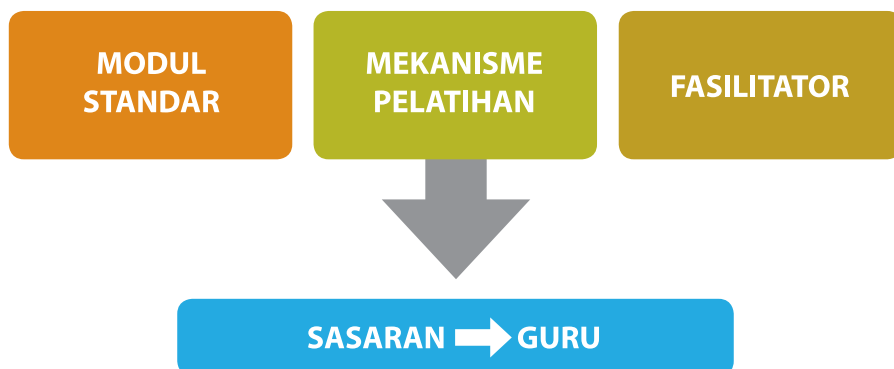 MODUL
STANDAR
MEKANISME
PELATIHAN
FASILITATOR
SASARAN GURU